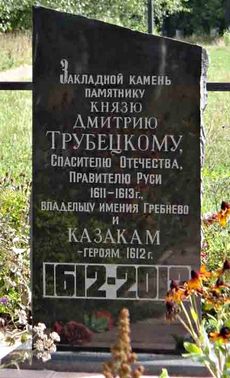 Закладной камень
памятнику
князю
Дмитрию
Трубецкому,
Спасителю Отечества,
Правителю Руси
1611-1613г.,
владельцу имения Гребнево
и
казакам
-героям 1612 г.
1612-2012